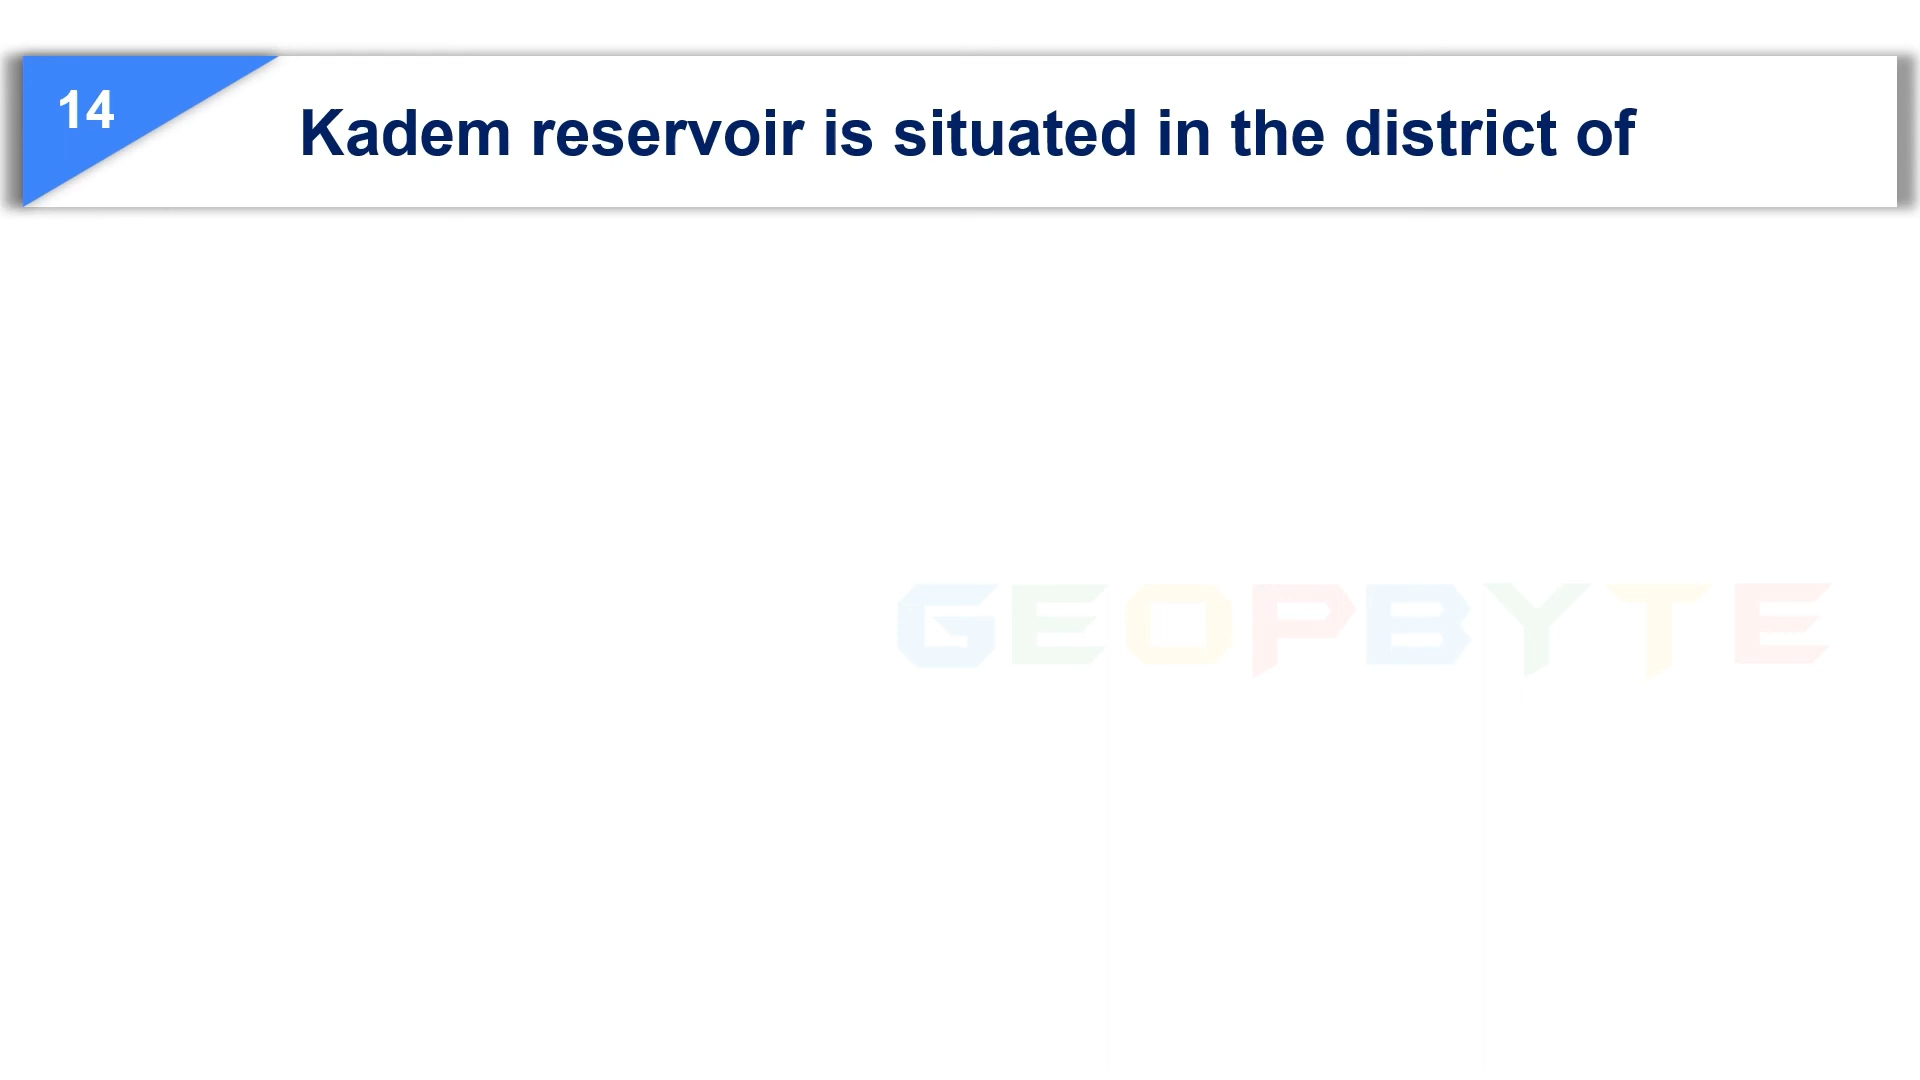 14
Kadem reservoir is situated in the district of
GEOPBYTE